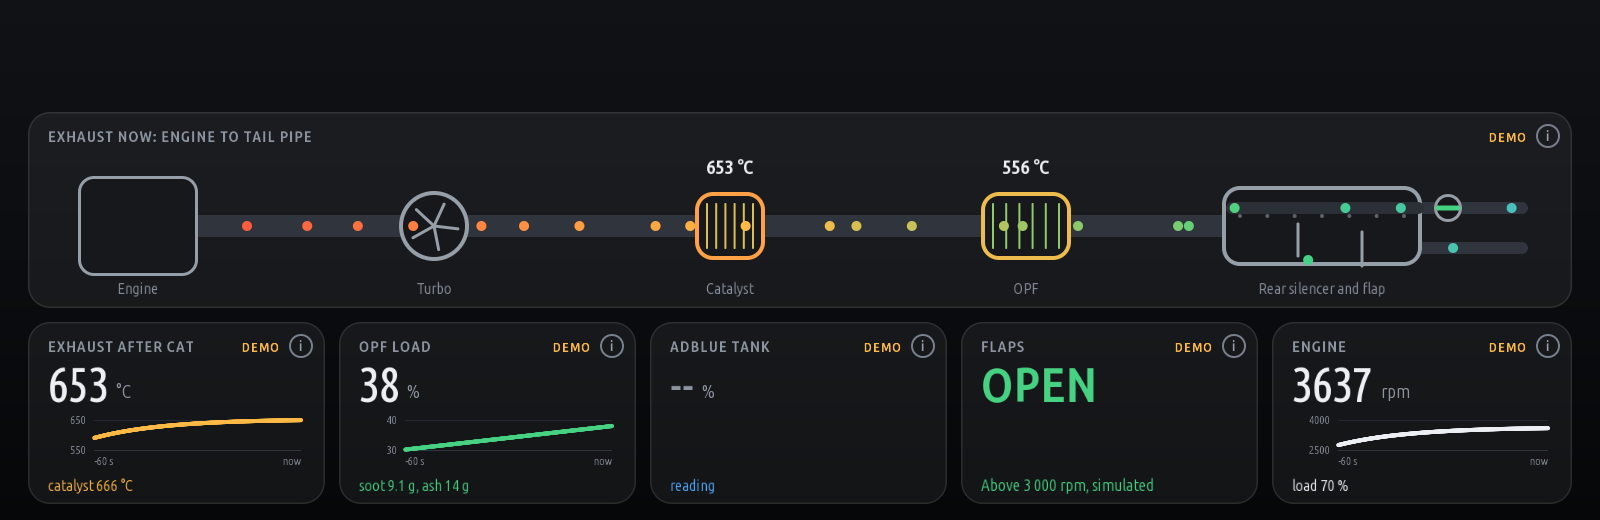 EXHAUST NOW: ENGINE TO TAIL PIPE
DEMO i
653 °C
556 °C
Engine
Turbo
Catalyst
OPF
Rear silencer and flap
EXHAUST AFTER CAT DEMO i
653 °C
650
550
-60 s now
catalyst 666 °C
OPF LOAD DEMO i
38 %
40
30
-60 s now
soot 9.1 g, ash 14 g
ADBLUE TANK DEMO i
-- %
reading
FLAPS DEMO i
OPEN
Above 3 000 rpm, simulated
ENGINE DEMO i
3637 rpm
4000
2500
-60 s now
load 70 %